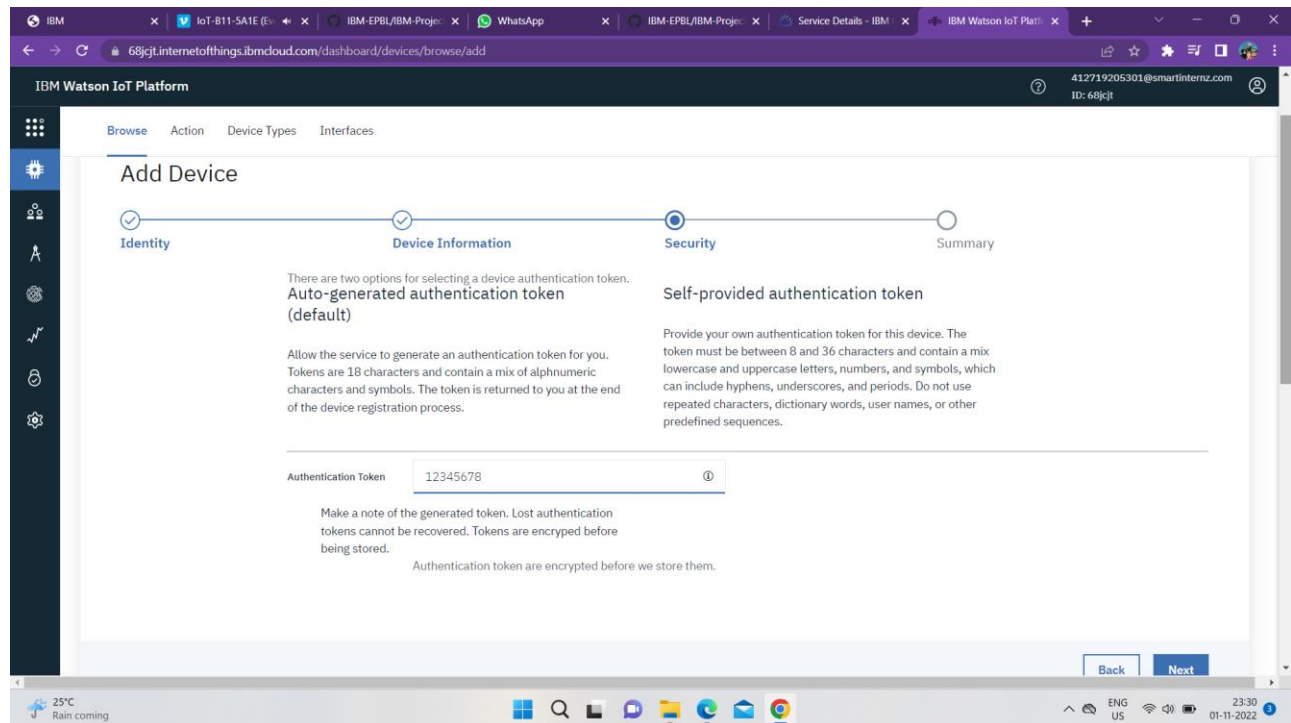 IBM
IoT-B11-5A1E (Ev
IBM-EPBL/IBM-Projec
WhatsApp
IBM-EPBL/IBM-Projec
Service Details - IBM
IBM Watson IoT Platf
68jcjt.internetofthings.ibmcloud.com/dashboard/devices/browse/add
IBM Watson IoT Platform
412719205301@smartinternz.com
ID: 68jcjt
Browse Action Device Types Interfaces
Add Device
Identity Device Information Security Summary
There are two options for selecting a device authentication token.
Auto-generated authentication token
(default)
Allow the service to generate an authentication token for you.
Tokens are 18 characters and contain a mix of alphnumeric
characters and symbols. The token is returned to you at the end
of the device registration process.
Self-provided authentication token
Provide your own authentication token for this device. The
token must be between 8 and 36 characters and contain a mix
lowercase and uppercase letters, numbers, and symbols, which
can include hyphens, underscores, and periods. Do not use
repeated characters, dictionary words, user names, or other
predefined sequences.
Authentication Token 12345678
Make a note of the generated token. Lost authentication
tokens cannot be recovered. Tokens are encryped before
being stored.
Authentication token are encrypted before we store them.
Back Next
25°C
Rain coming
ENG
US
23:30
01-11-2022
3